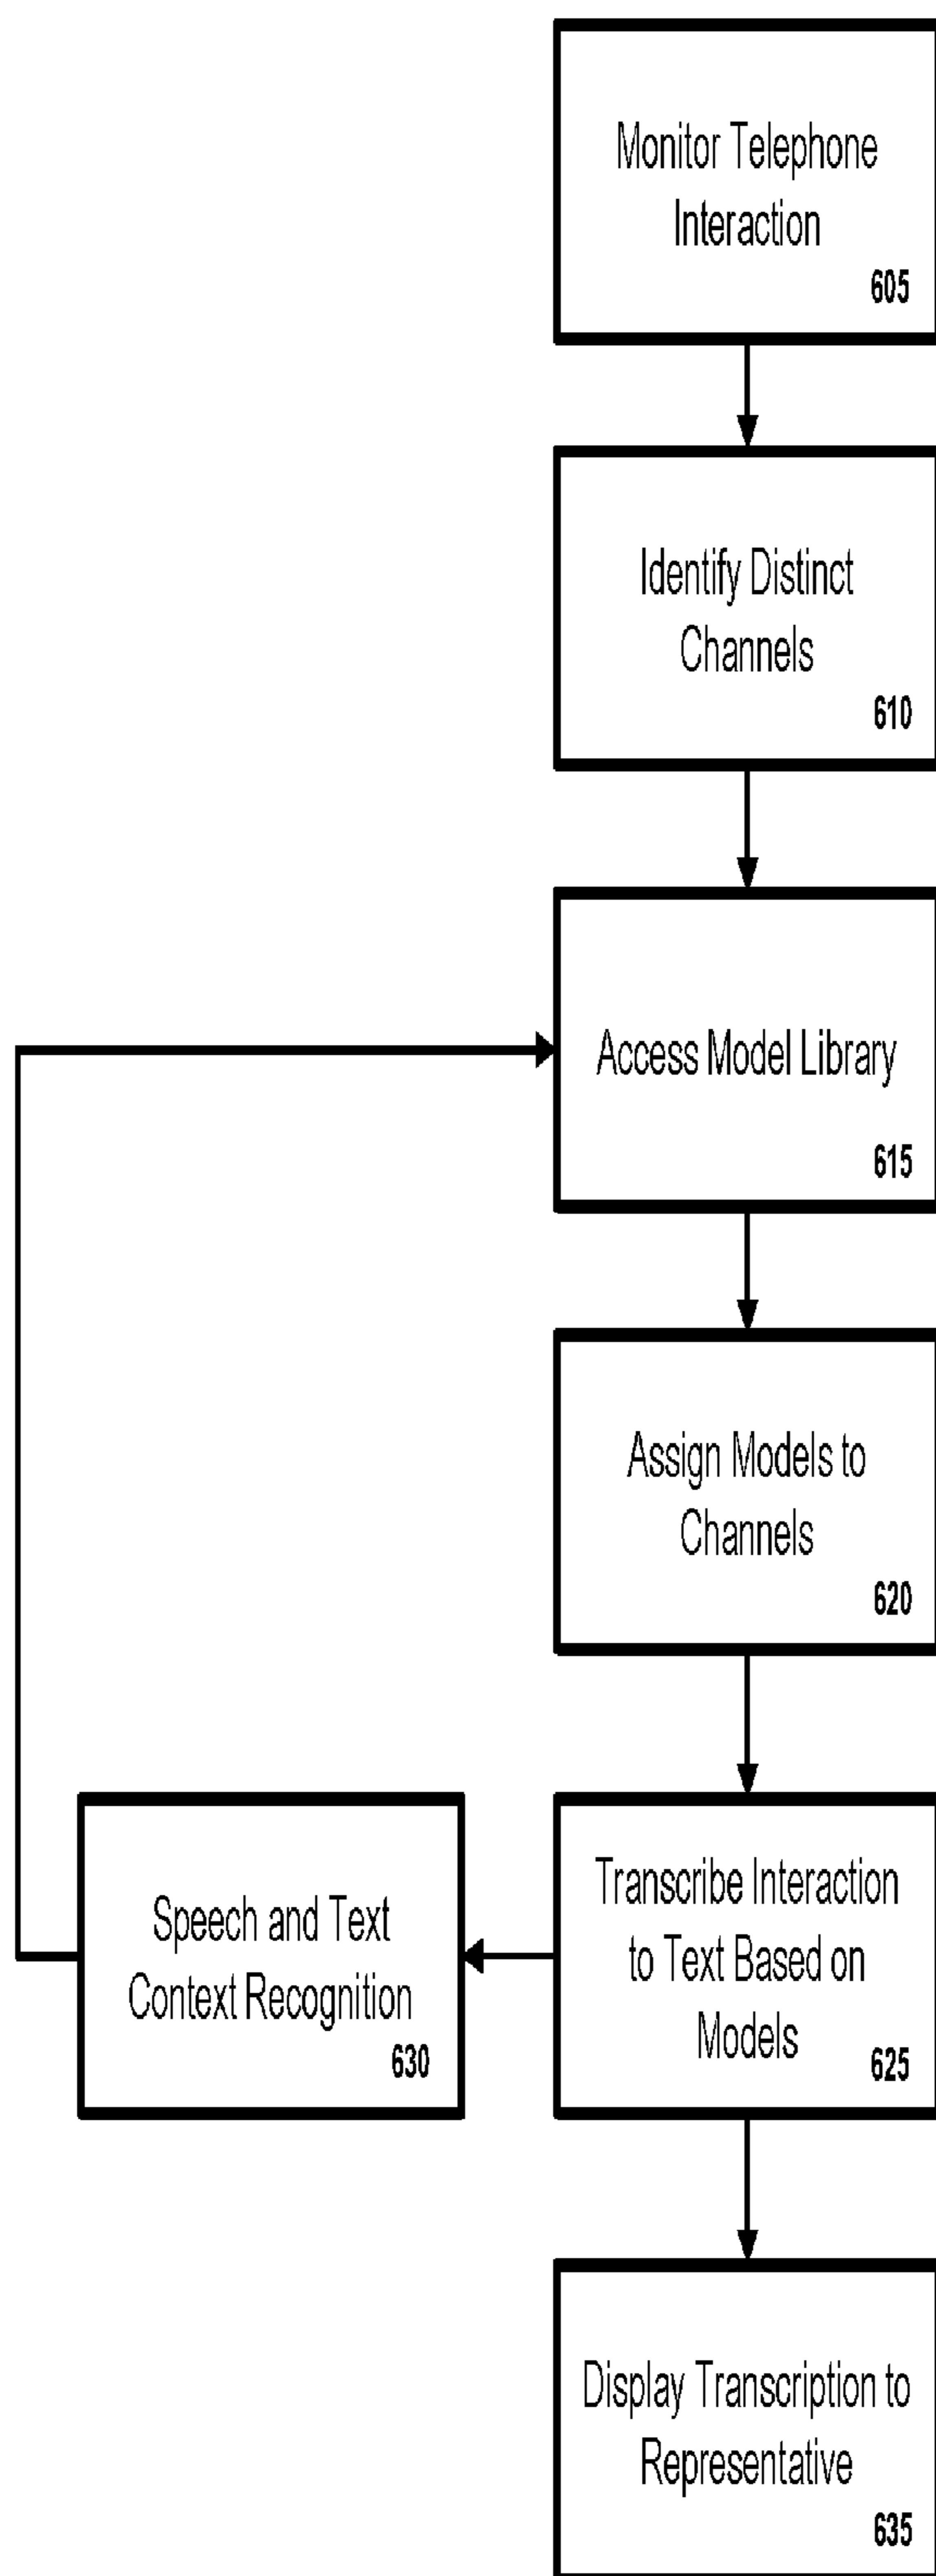 Monitor Telephone
Interaction
605
Identify Distinct
Channels
610
Access Model Library
615
Assign Models to
Channels
620
Transcribe Interaction
to Text Based on
Models
625
Speech and Text
Context Recognition
630
Display Transcription to
Representative
635